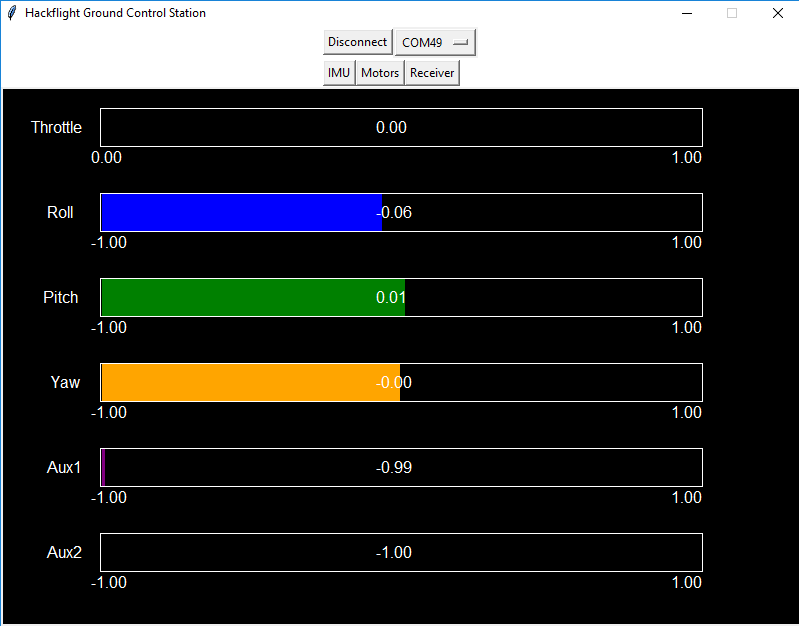 Hackflight Ground Control Station
Disconnect COM49
IMU Motors Receiver
Throttle 0.00
0.00 1.00
Roll -0.06
-1.00 1.00
Pitch 0.01
-1.00 1.00
Yaw -0.00
-1.00 1.00
Aux1 -0.99
-1.00 1.00
Aux2 -1.00
-1.00 1.00